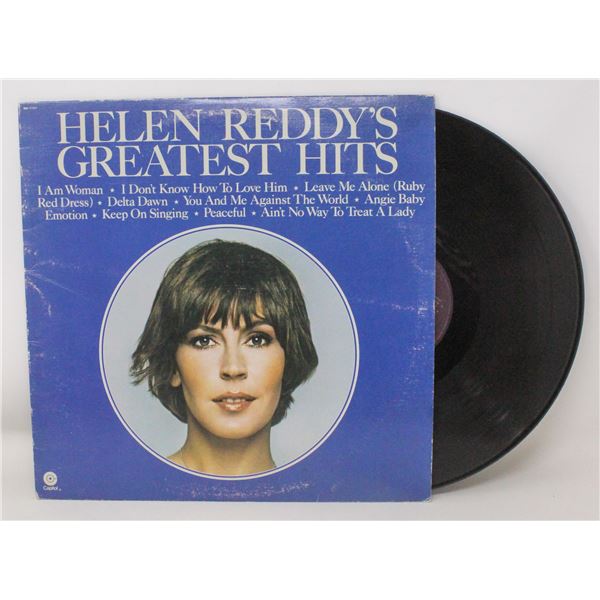 HELEN REDDY'S
GREATEST HITS
I Am Woman ★ I Don't Know How To Love Him ★ Leave Me Alone (Ruby
Red Dress) ★ Delta Dawn ★ You And Me Against The World ★ Angie Baby
Emotion ★ Keep On Singing ★ Peaceful ★ Ain't No Way To Treat A Lady
Capitol